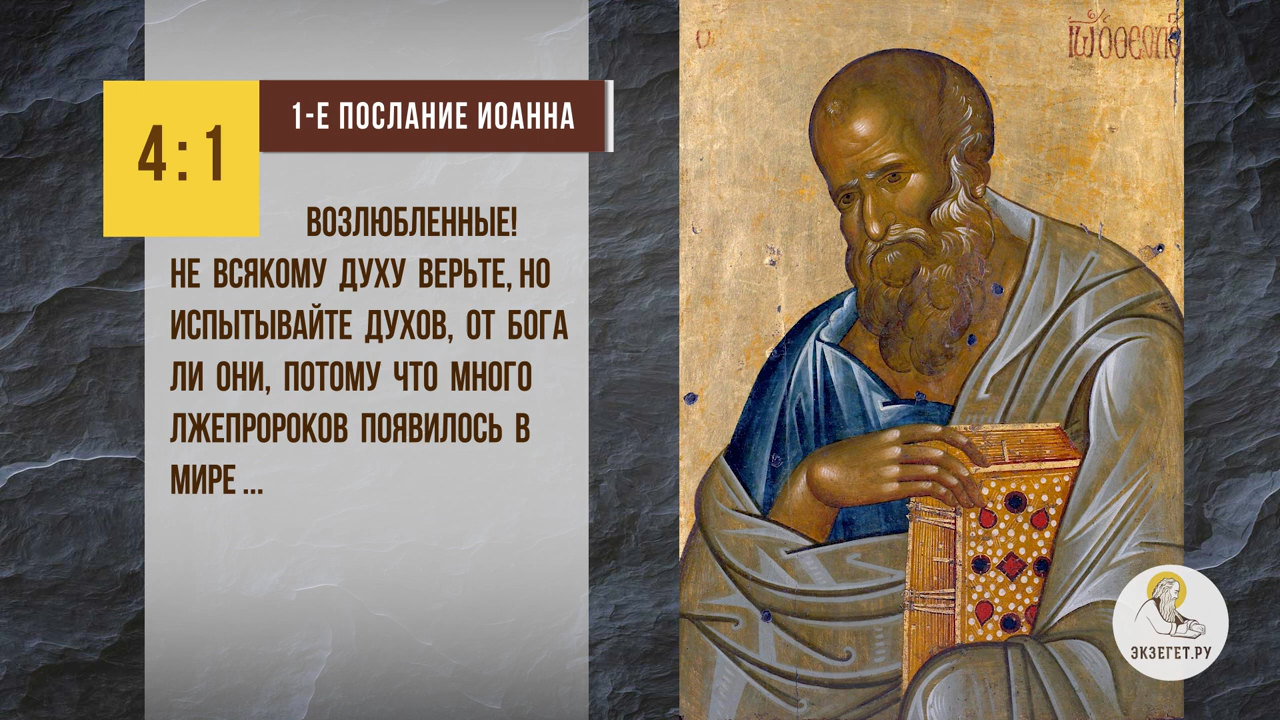 4:1
1-Е ПОСЛАНИЕ ИОАННА
ВОЗЛЮБЛЕННЫЕ!
НЕ ВСЯКОМУ ДУХУ ВЕРЬТЕ, НО
ИСПЫТЫВАЙТЕ ДУХОВ, ОТ БОГА
ЛИ ОНИ, ПОТОМУ ЧТО МНОГО
ЛЖЕПРОРОКОВ ПОЯВИЛОСЬ В
МИРЕ ...
ЭКЗЕГЕТ.РУ